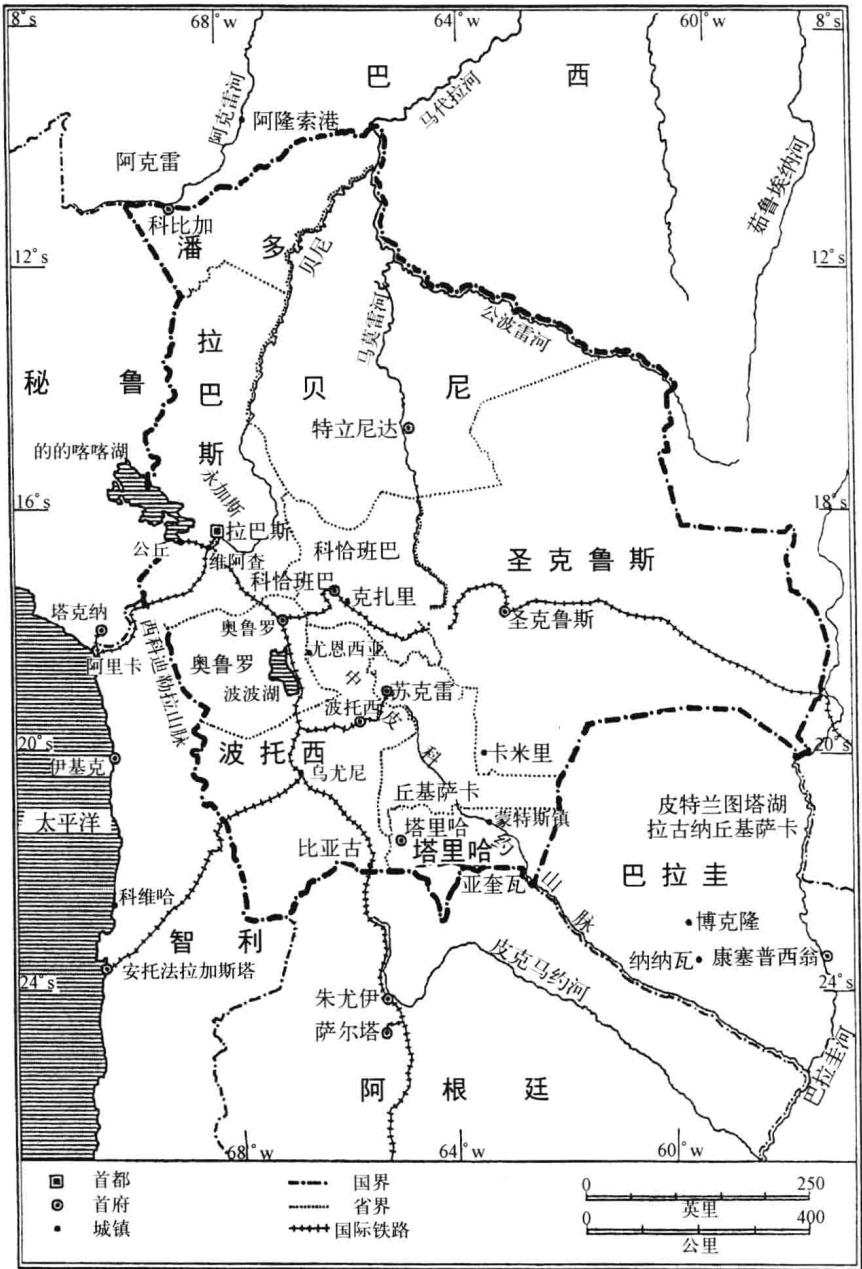 68°w 64°w 60°w
8°s 8°s
巴 西
阿克雷河
马代拉河
阿隆索港
阿克雷
茹鲁埃纳河
科比加
潘 多
贝尼
12°s 12°s
马莫雷河
公波雷河
拉巴斯
秘 鲁
贝 尼
特立尼达
的的喀喀湖
永加斯
16°s 18°s
拉巴斯
公丘
维阿查
科恰班巴
圣克鲁斯
科恰班巴
克扎里
塔克纳
奥鲁罗
圣克鲁斯
阿里卡
西科迪勒拉山脉
奥鲁罗
尤恩西亚
波波湖
苏克雷
波托西
皮
科
约
山
脉
20°s 20°s
伊基克
波托西
卡米里
乌尤尼
丘基萨卡
皮特兰图塔湖
拉古纳丘基萨卡
太平洋
塔里哈
蒙特斯镇
比亚古
塔里哈
巴拉圭
亚奎瓦
科维哈
博克隆
智 利
纳纳瓦
康塞普西翁
皮克马约河
安托法拉加斯塔
24°s 24°s
朱尤伊
萨尔塔
巴拉圭河
阿 根 廷
68°w 64°w 60°w
首都 国界 0 250
英里
首府 省界 0 400
城镇 国际铁路
公里